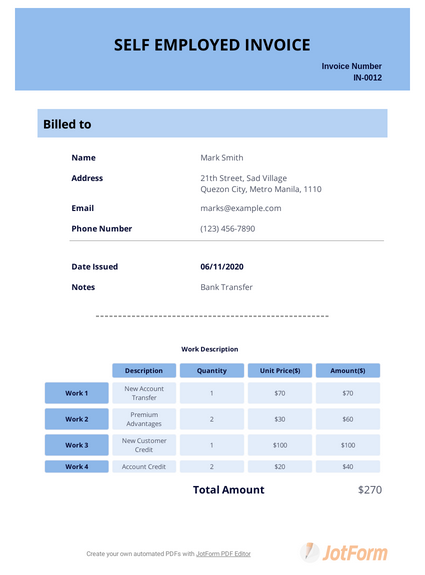 SELF EMPLOYED INVOICE
Invoice Number
IN-0012
Billed to
Name Mark Smith
Address 21th Street, Sad Village
Quezon City, Metro Manila, 1110
Email marks@example.com
Phone Number (123) 456-7890
Date Issued 06/11/2020
Notes Bank Transfer
Work Description
Description Quantity Unit Price($) Amount($)
Work 1 New Account Transfer 1 $70 $70
Work 2 Premium Advantages 2 $30 $60
Work 3 New Customer Credit 1 $100 $100
Work 4 Account Credit 2 $20 $40
Total Amount $270
Create your own automated PDFs with JotForm PDF Editor
JotForm